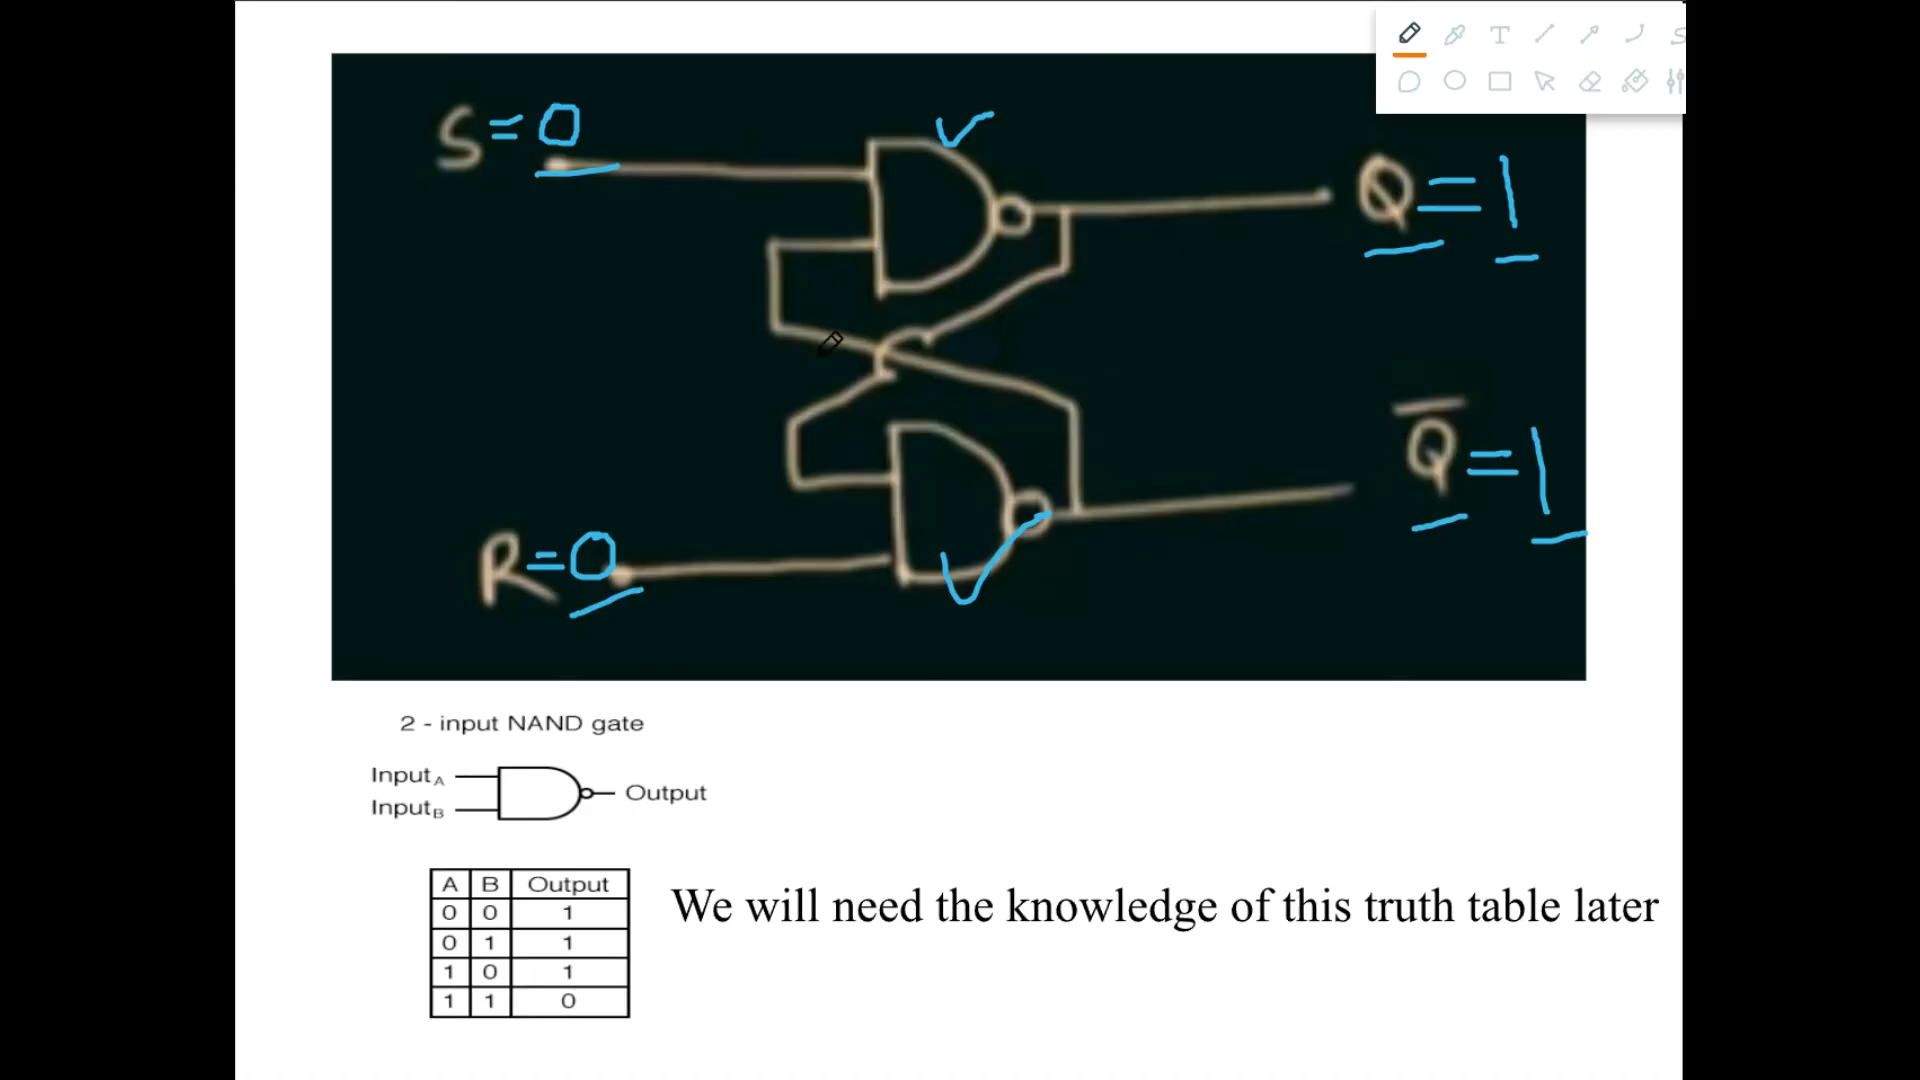 S=0
Q=1
Q̅=1
R=0
2 - input NAND gate
InputA
InputB
Output
A B Output
0 0 1
0 1 1
1 0 1
1 1 0
We will need the knowledge of this truth table later